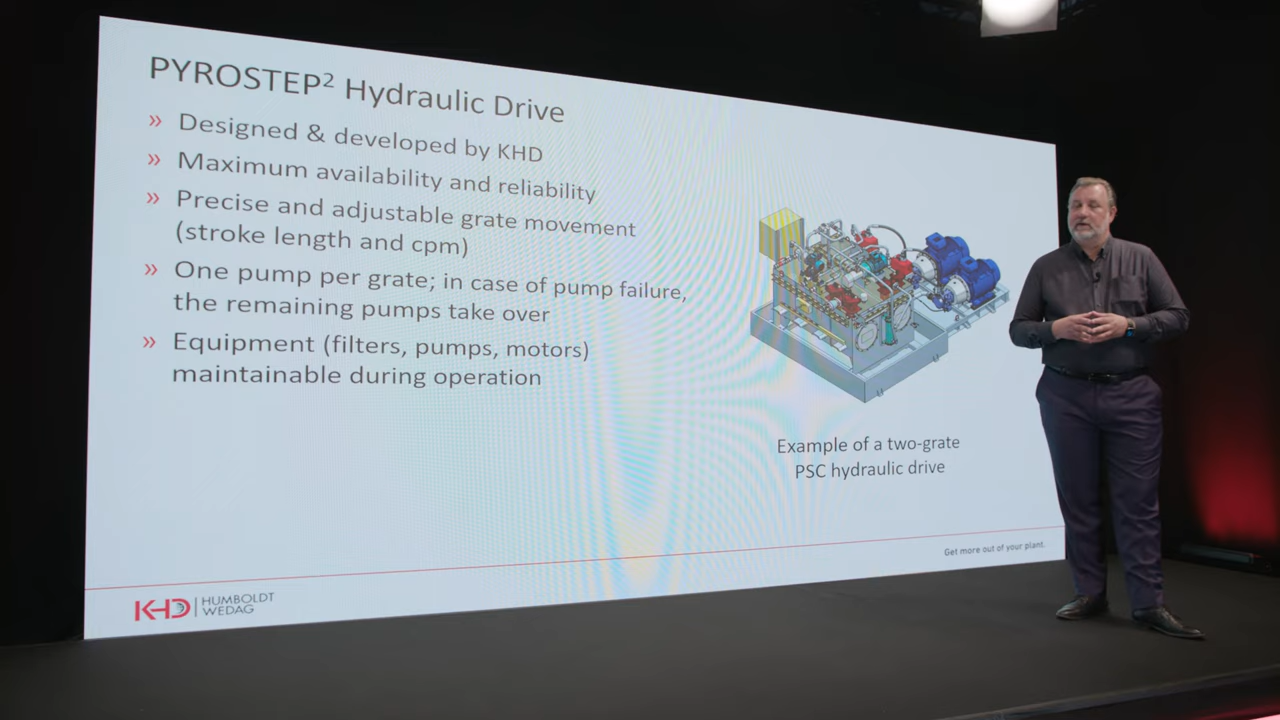 PYROSTEP² Hydraulic Drive
» Designed & developed by KHD
» Maximum availability and reliability
» Precise and adjustable grate movement
(stroke length and cpm)
» One pump per grate; in case of pump failure,
the remaining pumps take over
» Equipment (filters, pumps, motors)
maintainable during operation
Example of a two-grate
PSC hydraulic drive
Get more out of your plant.
KHD
HUMBOLDT
WEDAG